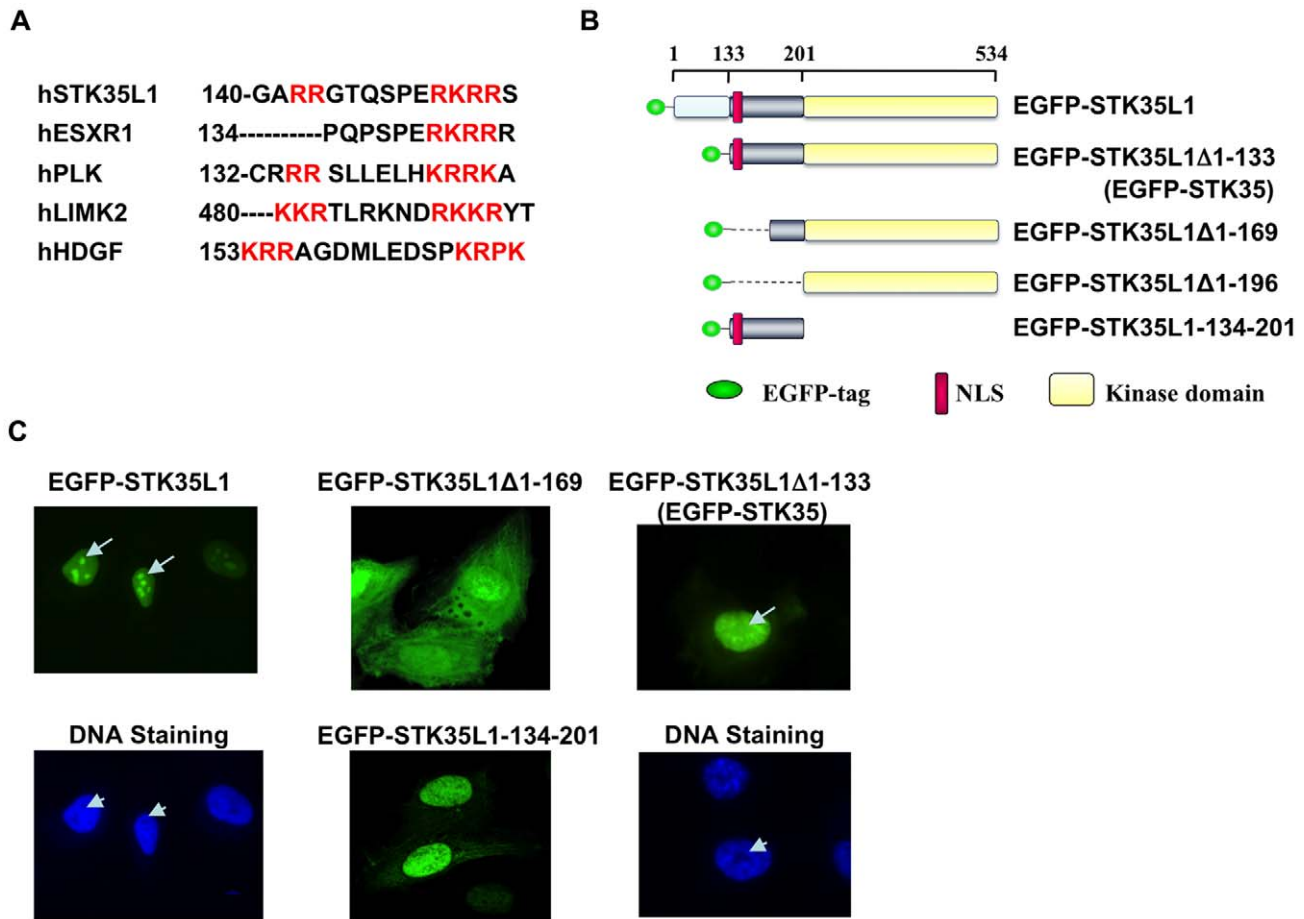 A
hSTK35L1 140-GARRGTQSPERKRRS
hESXR1 134----------PQPSPERKRRR
hPLK 132-CRRR SLLELHKRRKA
hLIMK2 480----KKRTLRKNDRKKRYT
hHDGF 153KRRAGDMLEDSPKRPK
B
1 133 201 534
EGFP-STK35L1
EGFP-STK35L1Δ1-133
(EGFP-STK35)
EGFP-STK35L1Δ1-169
EGFP-STK35L1Δ1-196
EGFP-STK35L1-134-201
EGFP-tag NLS Kinase domain
C
EGFP-STK35L1 EGFP-STK35L1Δ1-169 EGFP-STK35L1Δ1-133
(EGFP-STK35)
DNA Staining EGFP-STK35L1-134-201 DNA Staining